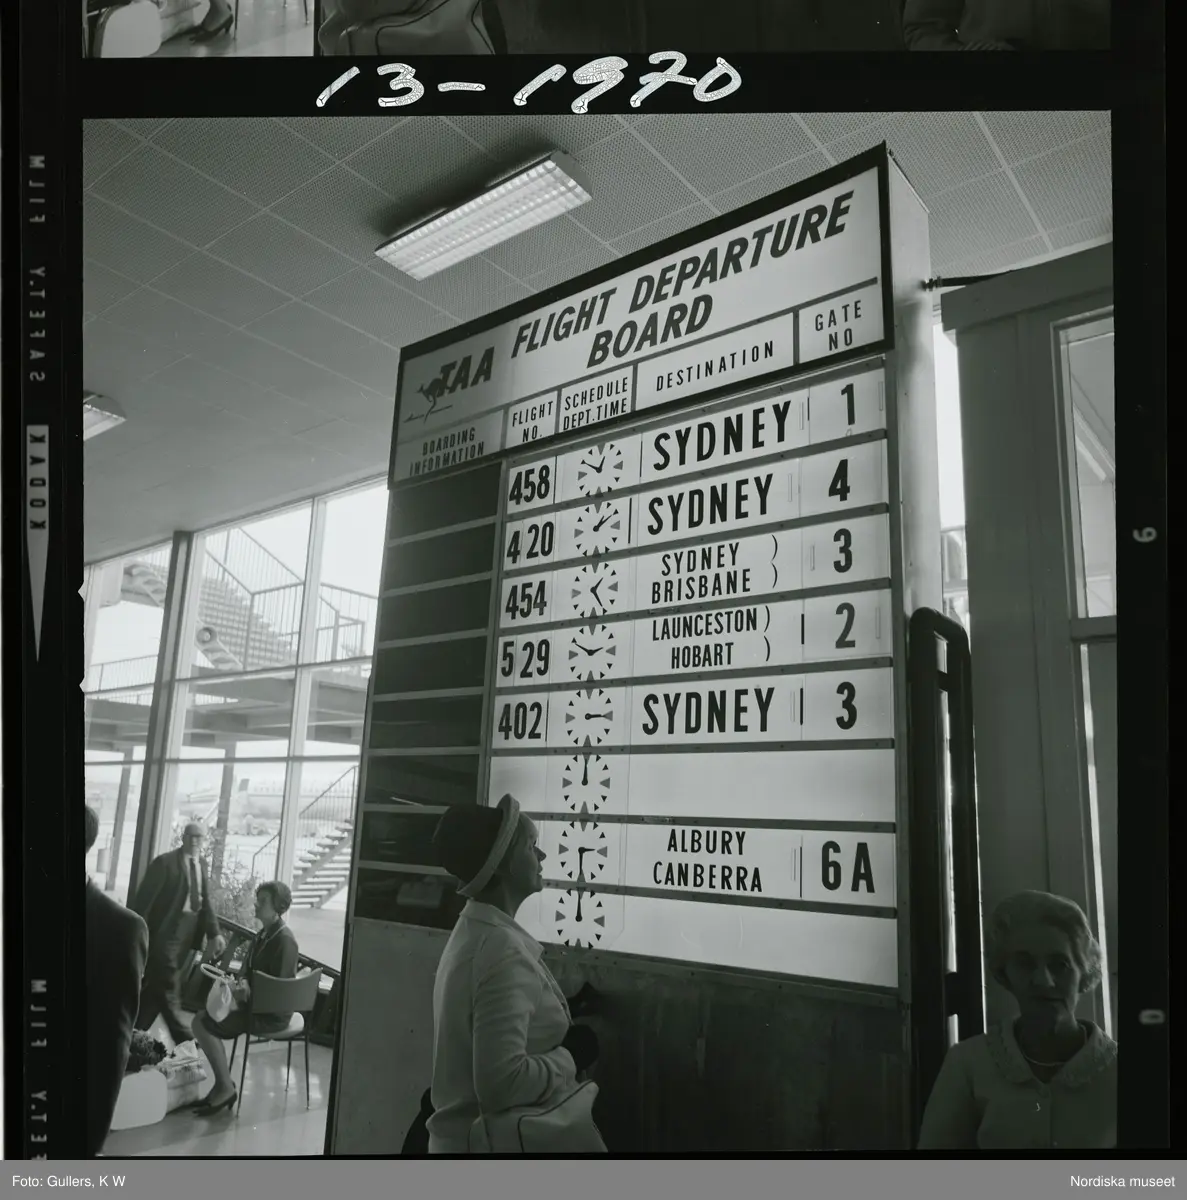 13-1970
TAA FLIGHT DEPARTURE
BOARD
BOARDING
INFORMATION
FLIGHT
NO.
SCHEDULE
DEPT. TIME
DESTINATION
GATE
NO
458 SYDNEY 1
420 SYDNEY 4
454 SYDNEY )
BRISBANE ) 3
529 LAUNCESTON )
HOBART ) 2
402 SYDNEY 3
ALBURY
CANBERRA 6A
KODAK
SAFETY
FILM
FILM
6
Foto: Gullers, K W
Nordiska museet